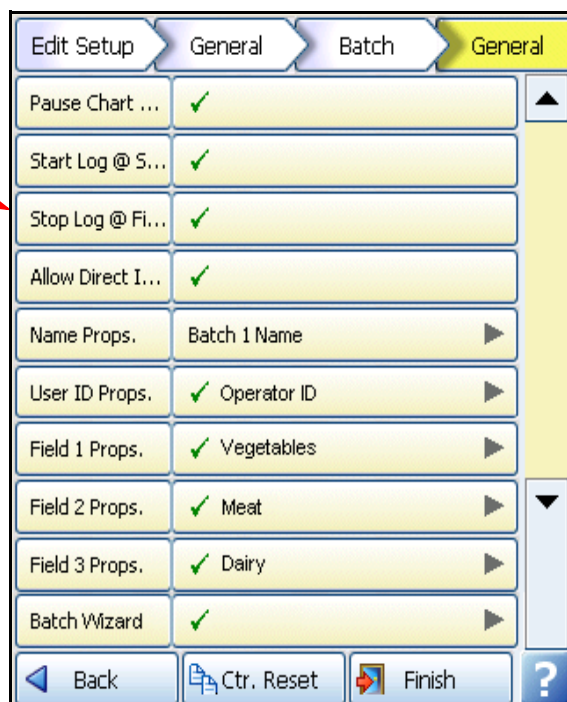 Edit Setup General Batch General
Pause Chart ...
Start Log @ S...
Stop Log @ Fi...
Allow Direct I...
Name Props. Batch 1 Name
User ID Props. Operator ID
Field 1 Props. Vegetables
Field 2 Props. Meat
Field 3 Props. Dairy
Batch Wizard
Back Ctr. Reset Finish ?